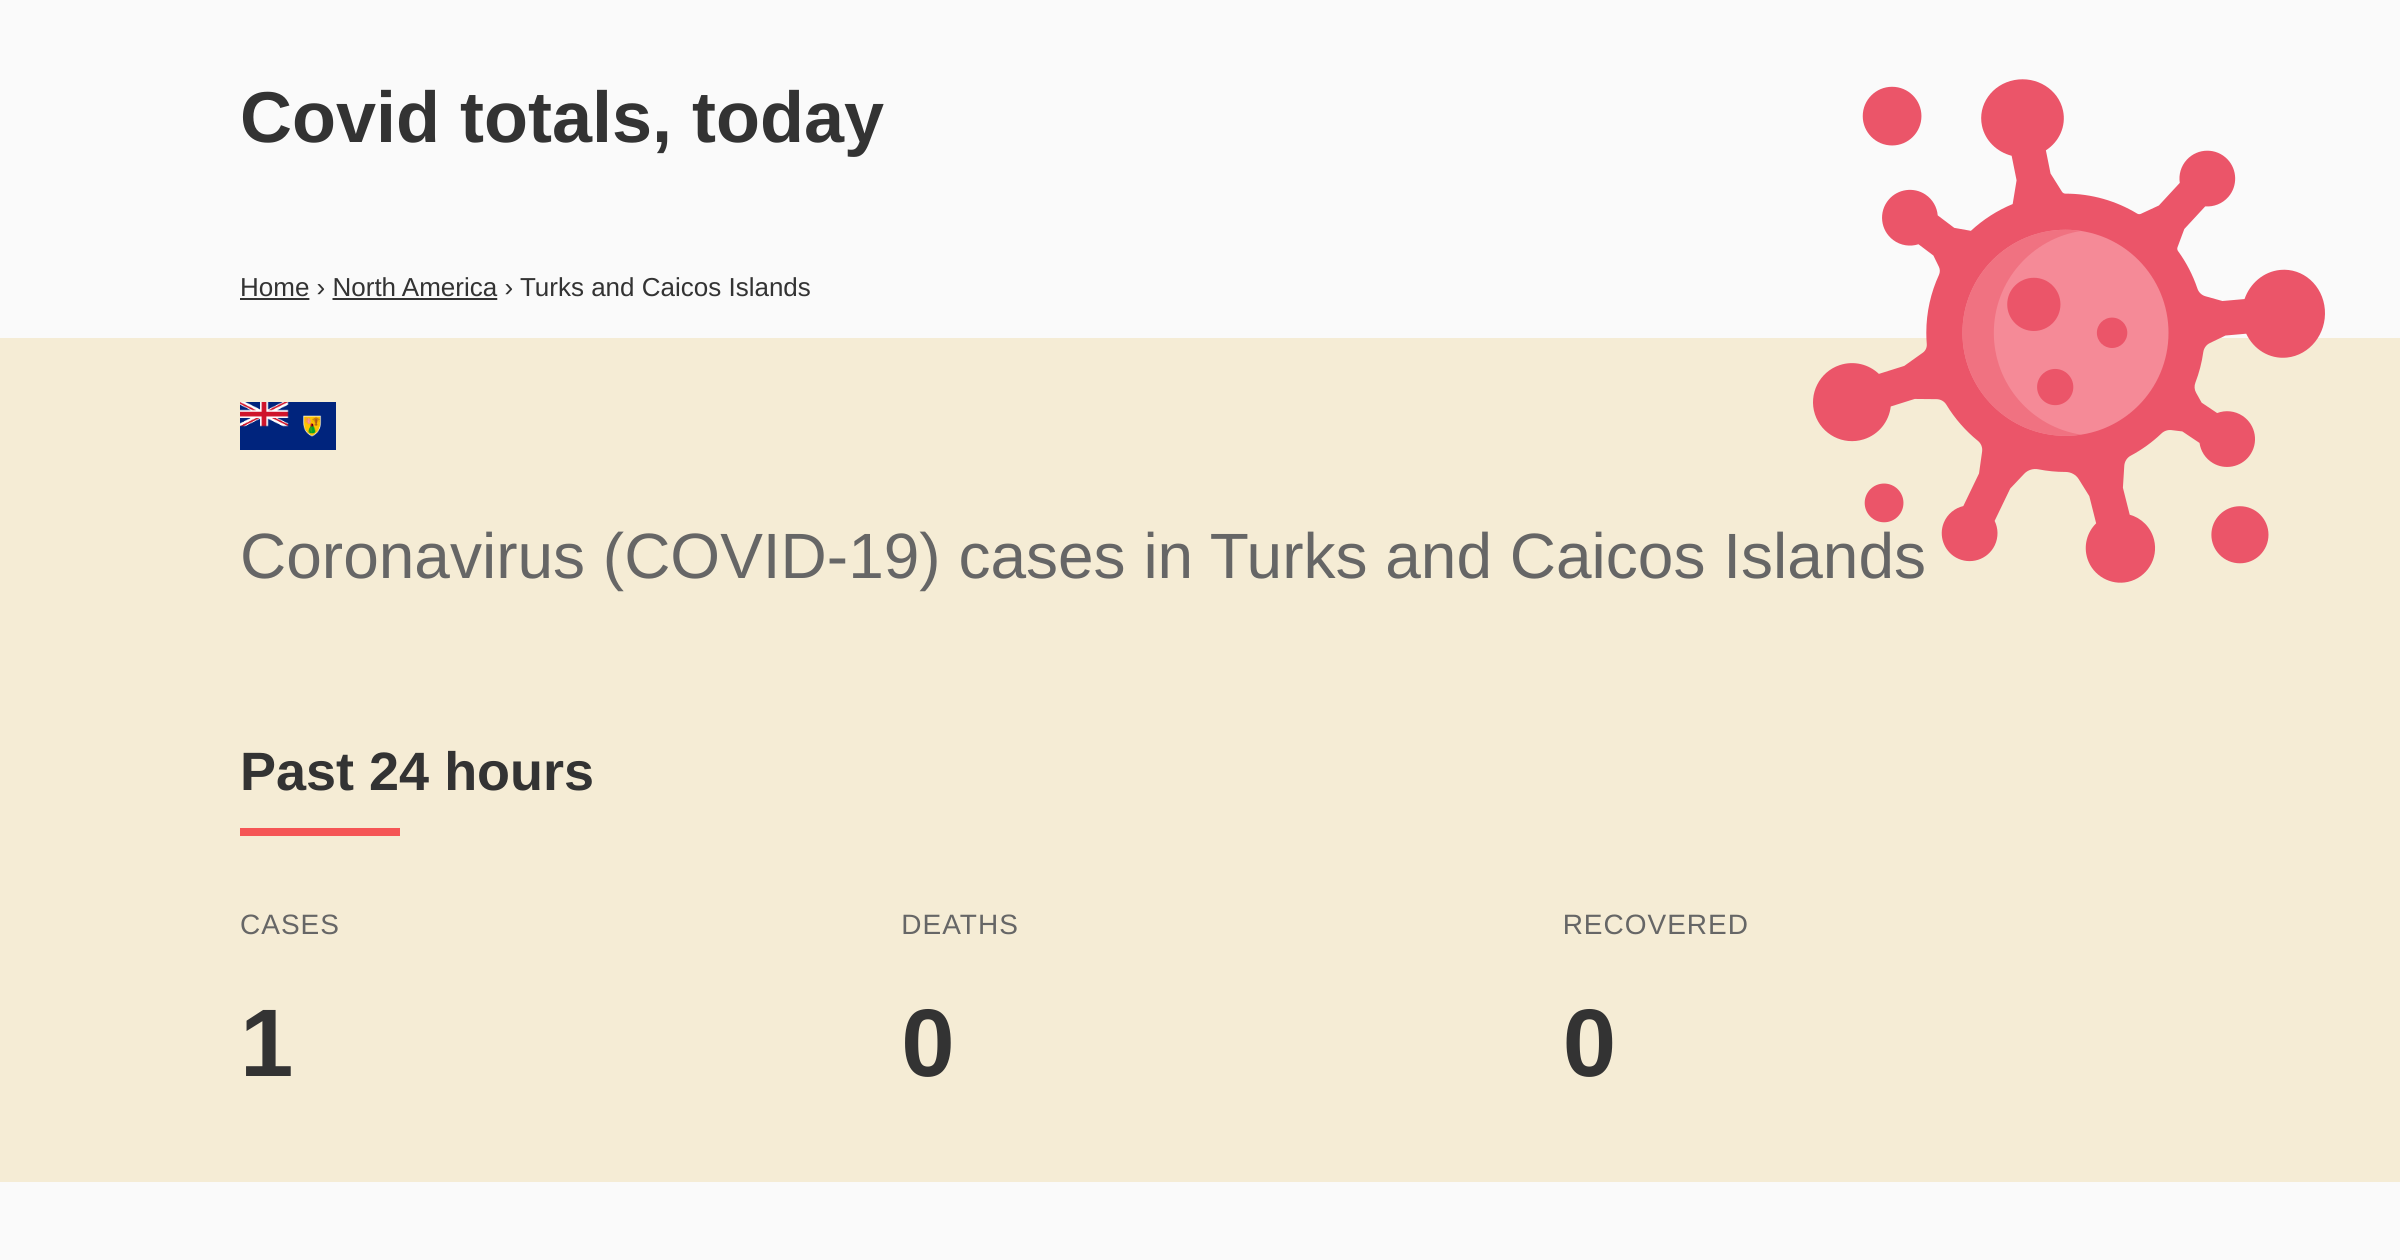 Covid totals, today
Home › North America › Turks and Caicos Islands
Coronavirus (COVID-19) cases in Turks and Caicos Islands
Past 24 hours
CASES DEATHS RECOVERED
1 0 0